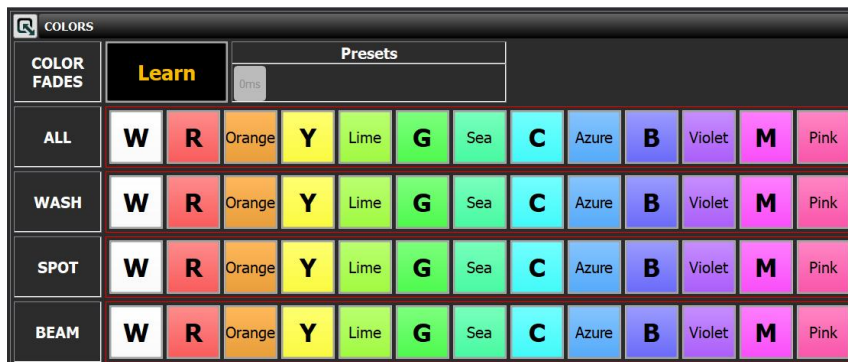 COLORS
COLOR
FADES
Learn
Presets
0ms
ALL
W R Orange Y Lime G Sea C Azure B Violet M Pink
WASH
W R Orange Y Lime G Sea C Azure B Violet M Pink
SPOT
W R Orange Y Lime G Sea C Azure B Violet M Pink
BEAM
W R Orange Y Lime G Sea C Azure B Violet M Pink